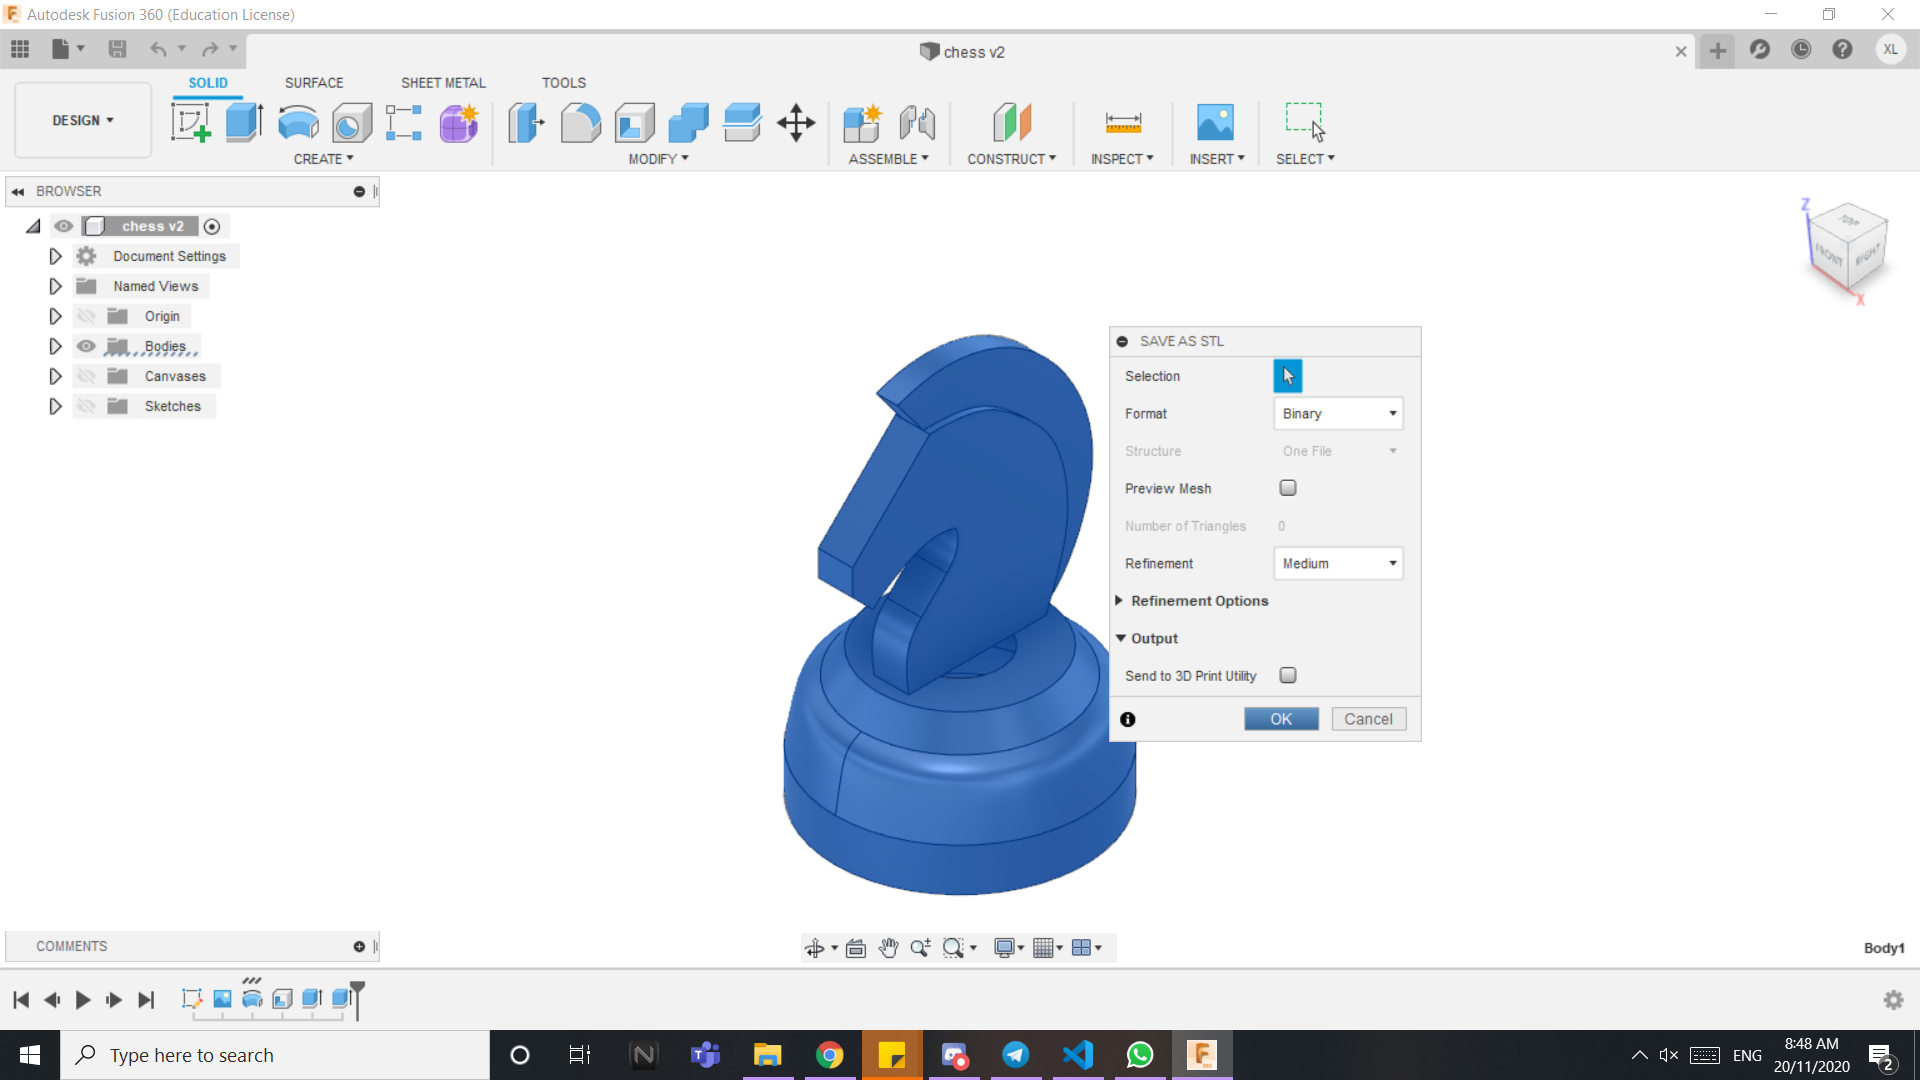 Autodesk Fusion 360 (Education License)
chess v2
XL
SOLID
SURFACE
SHEET METAL
TOOLS
DESIGN
CREATE
MODIFY
ASSEMBLE
CONSTRUCT
INSPECT
INSERT
SELECT
BROWSER
chess v2
Document Settings
Named Views
Origin
Bodies
Canvases
Sketches
Z
TOP
FRONT
RIGHT
X
SAVE AS STL
Selection
Format
Binary
Structure
One File
Preview Mesh
Number of Triangles
0
Refinement
Medium
Refinement Options
Output
Send to 3D Print Utility
OK
Cancel
COMMENTS
Body1
Type here to search
ENG
8:48 AM
20/11/2020
2